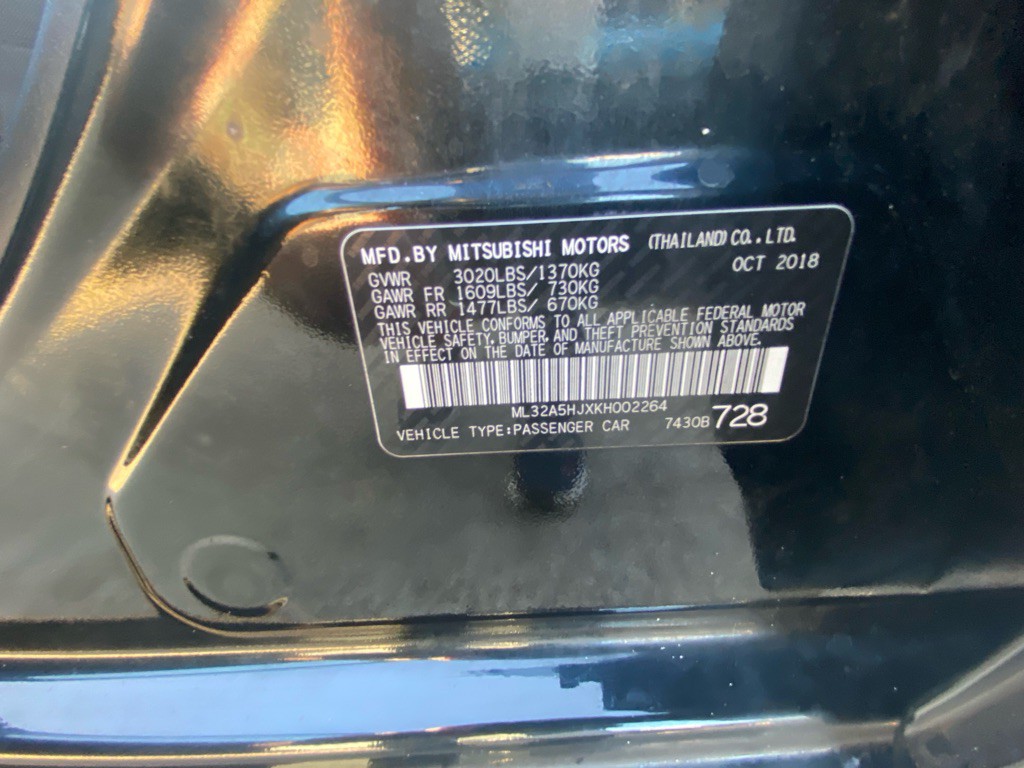 MFD.BY MITSUBISHI MOTORS (THAILAND) CO.,LTD.
OCT 2018
GVWR 3020LBS/1370KG
GAWR FR 1609LBS/ 730KG
GAWR RR 1477LBS/ 670KG
THIS VEHICLE CONFORMS TO ALL APPLICABLE FEDERAL MOTOR
VEHICLE SAFETY, BUMPER, AND THEFT PREVENTION STANDARDS
IN EFFECT ON THE DATE OF MANUFACTURE SHOWN ABOVE.
ML32A5HJXKH002264
VEHICLE TYPE:PASSENGER CAR 7430B 728